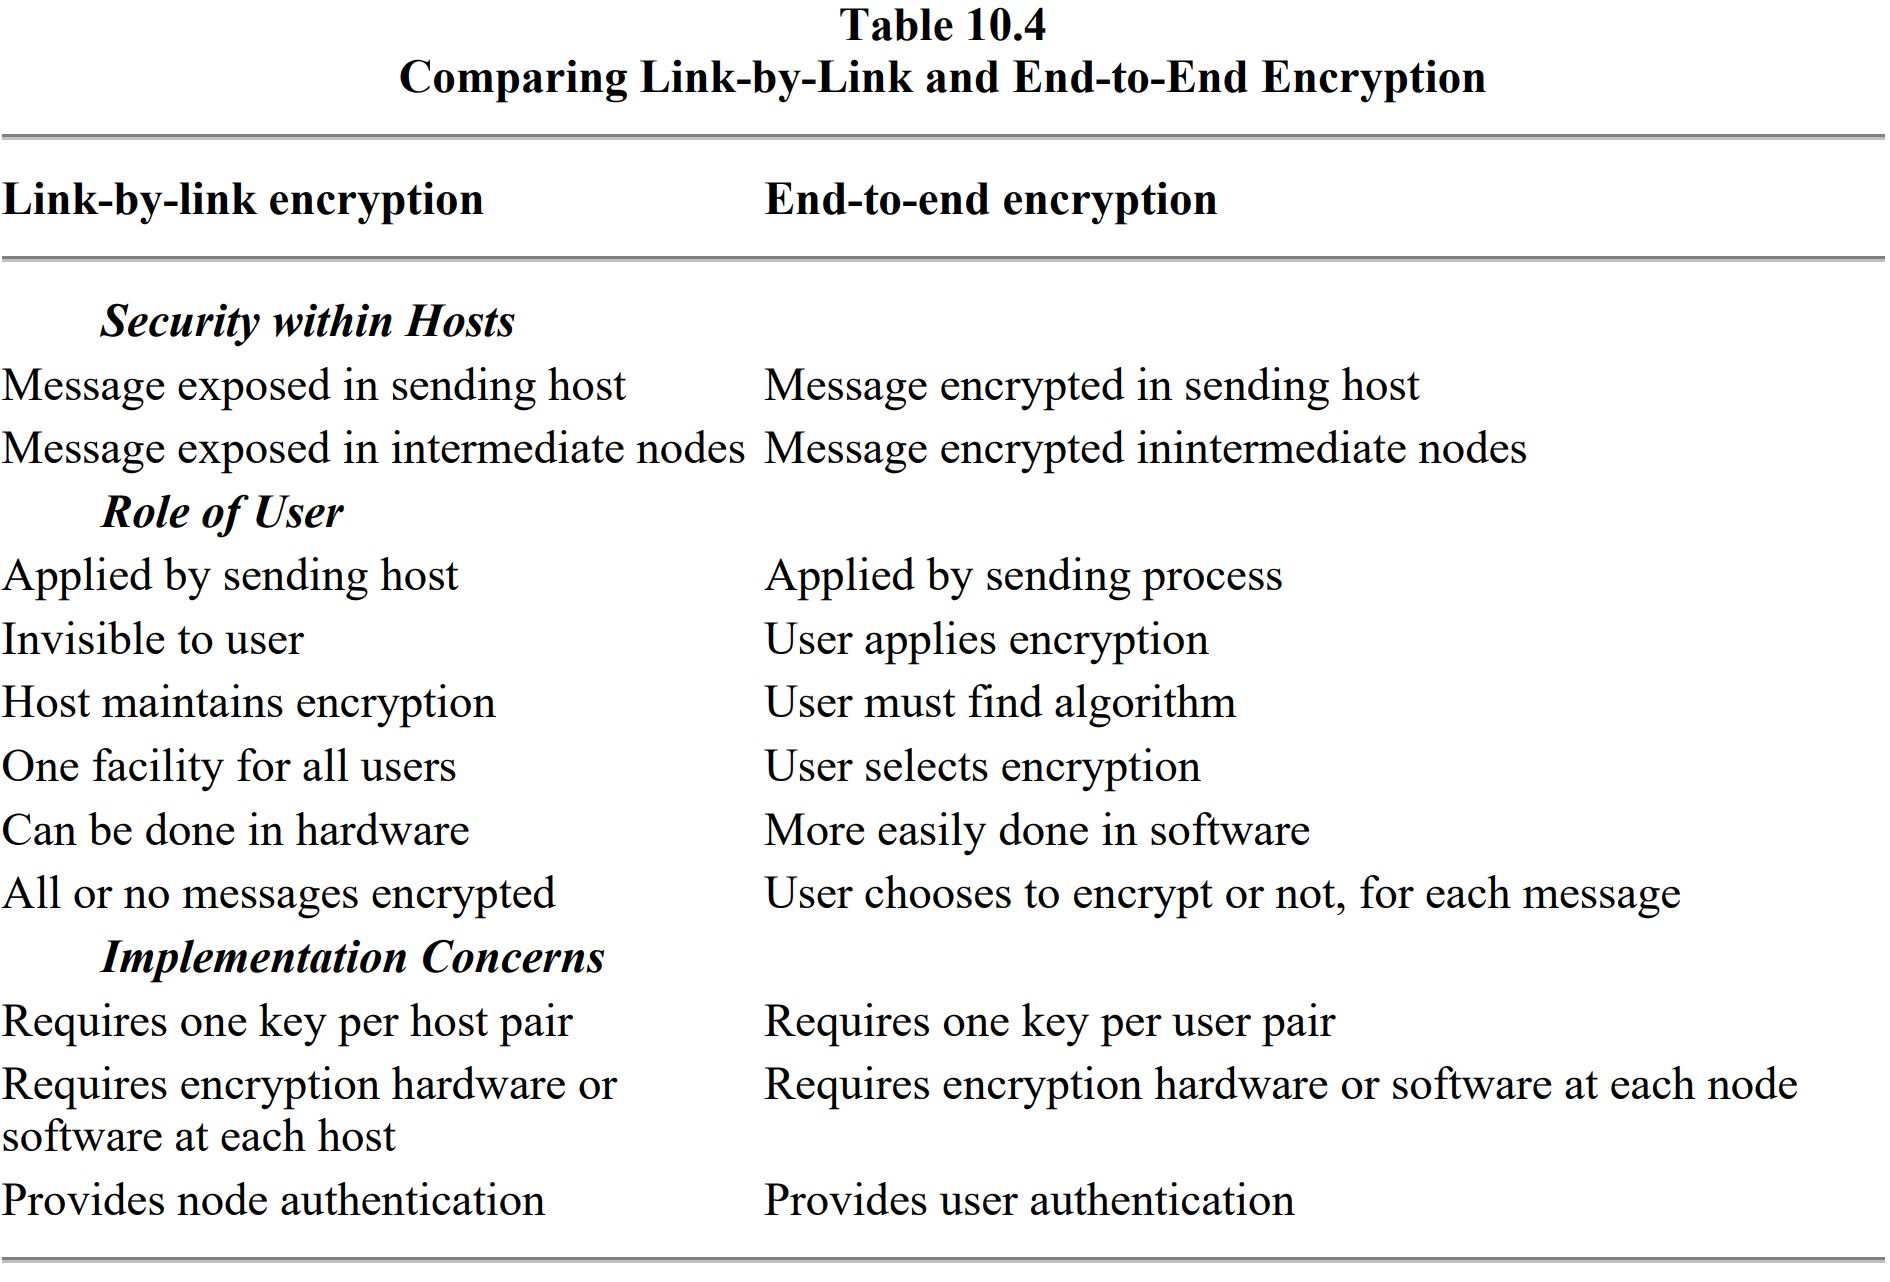 Table 10.4
Comparing Link-by-Link and End-to-End Encryption
Link-by-link encryption End-to-end encryption
Security within Hosts
Message exposed in sending host Message encrypted in sending host
Message exposed in intermediate nodes Message encrypted inintermediate nodes
Role of User
Applied by sending host Applied by sending process
Invisible to user User applies encryption
Host maintains encryption User must find algorithm
One facility for all users User selects encryption
Can be done in hardware More easily done in software
All or no messages encrypted User chooses to encrypt or not, for each message
Implementation Concerns
Requires one key per host pair Requires one key per user pair
Requires encryption hardware or Requires encryption hardware or software at each node
software at each host
Provides node authentication Provides user authentication